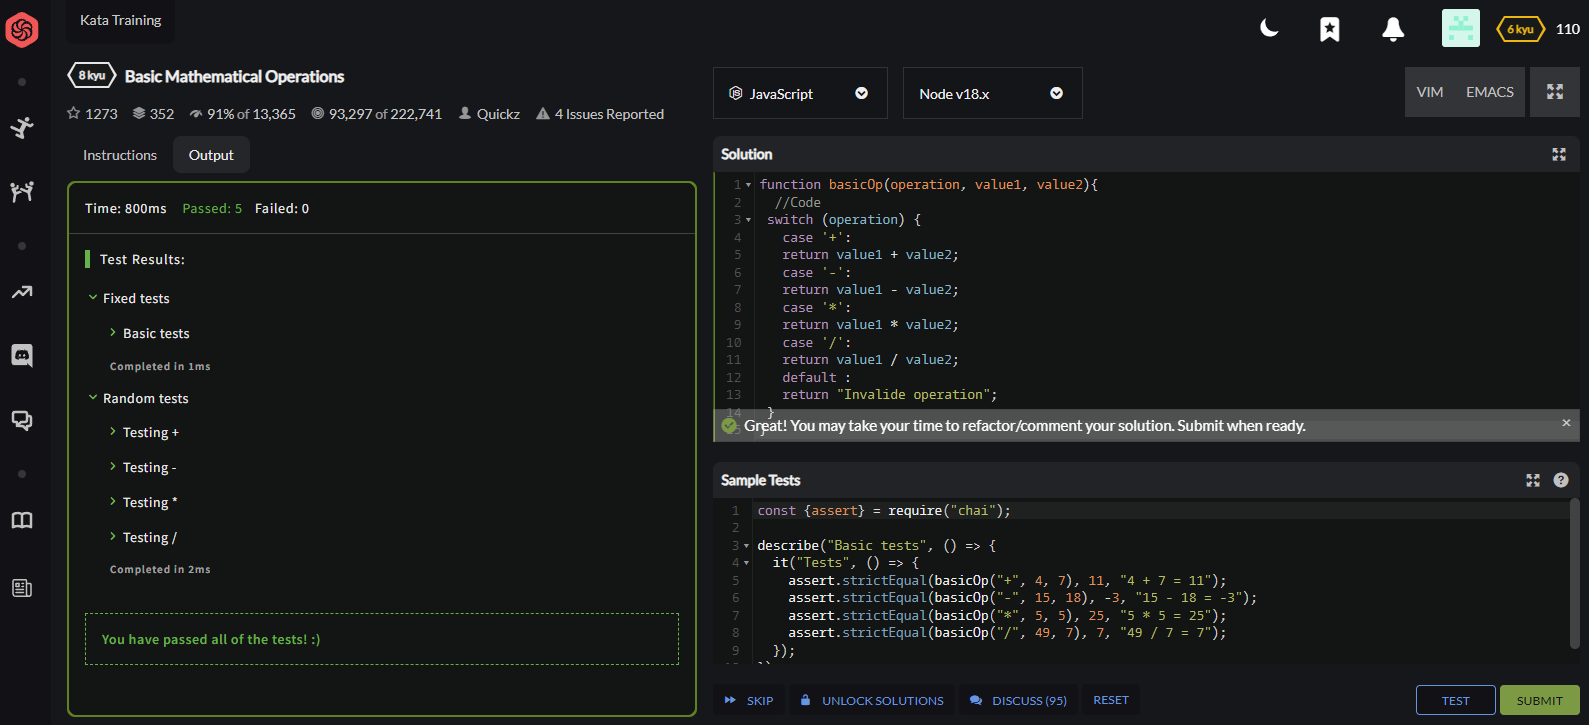 Kata Training
6 kyu 110
8 kyu Basic Mathematical Operations
1273 352 91% of 13,365 93,297 of 222,741 Quickz 4 Issues Reported
Instructions Output
Time: 800ms Passed: 5 Failed: 0
Test Results:
Fixed tests
Basic tests
Completed in 1ms
Random tests
Testing +
Testing -
Testing *
Testing /
Completed in 2ms
You have passed all of the tests! :)
JavaScript
Node v18.x
VIM EMACS
Solution
1 function basicOp(operation, value1, value2){
2 //Code
3 switch (operation) {
4 case '+':
5 return value1 + value2;
6 case '-':
7 return value1 - value2;
8 case '*':
9 return value1 * value2;
10 case '/':
11 return value1 / value2;
12 default :
13 return "Invalide operation";
14 }
Great! You may take your time to refactor/comment your solution. Submit when ready.
Sample Tests
1 const {assert} = require("chai");
2
3 describe("Basic tests", () => {
4 it("Tests", () => {
5 assert.strictEqual(basicOp("+", 4, 7), 11, "4 + 7 = 11");
6 assert.strictEqual(basicOp("-", 15, 18), -3, "15 - 18 = -3");
7 assert.strictEqual(basicOp("*", 5, 5), 25, "5 * 5 = 25");
8 assert.strictEqual(basicOp("/", 49, 7), 7, "49 / 7 = 7");
9 });
SKIP UNLOCK SOLUTIONS DISCUSS (95) RESET
TEST SUBMIT